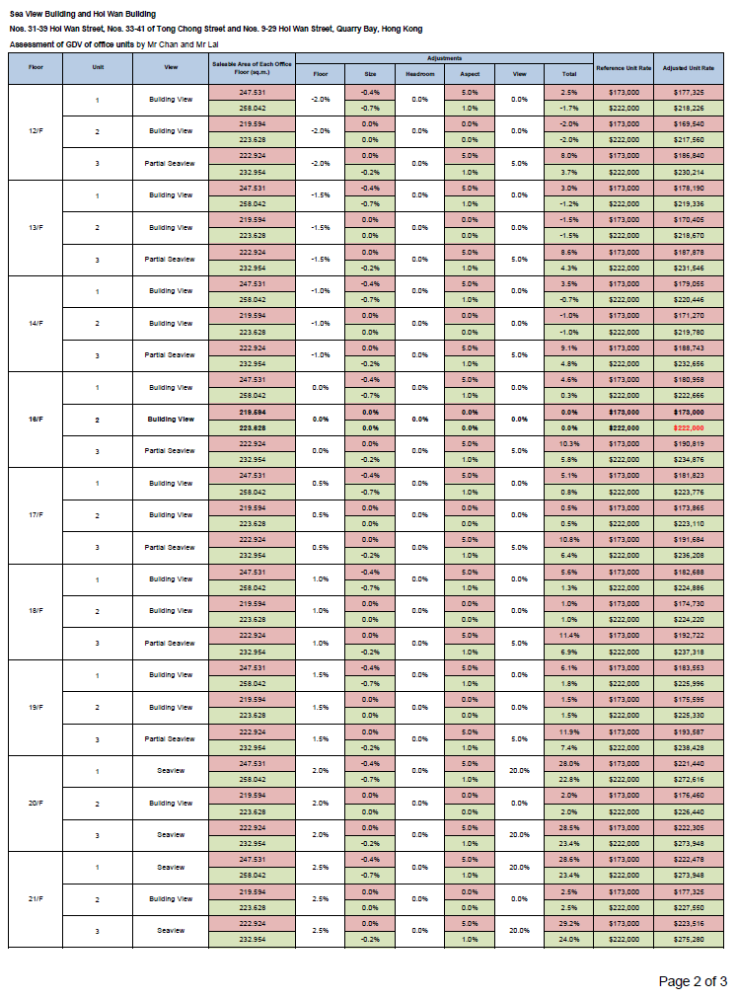 Sea View Building and Hoi Wan Building
Nos. 31-39 Hoi Wan Street, Nos. 33-41 of Tong Chong Street and Nos. 9-29 Hoi Wan Street, Quarry Bay, Hong Kong
Assessment of GDV of office units by Mr Chan and Mr Lai
Floor Unit View Saleable Area of Each Office Floor (sq.m.) Adjustments Reference Unit Rate Adjusted Unit Rate
Floor Size Headroom Aspect View Total
247.531 -0.4% 5.0% 2.5% $173,000 $177,325
1 Building View -2.0% 0.0% 0.0%
258.042 -0.7% 1.0% -1.7% $222,000 $218,226
219.594 0.0% 0.0% -2.0% $173,000 $169,540
12/F 2 Building View -2.0% 0.0% 0.0%
223.628 0.0% 0.0% -2.0% $222,000 $217,560
222.924 0.0% 5.0% 8.0% $173,000 $186,840
3 Partial Seaview -2.0% 0.0% 5.0%
232.954 -0.2% 1.0% 3.7% $222,000 $230,214
247.531 -0.4% 5.0% 3.0% $173,000 $178,190
1 Building View -1.5% 0.0% 0.0%
258.042 -0.7% 1.0% -1.2% $222,000 $219,336
219.594 0.0% 0.0% -1.5% $173,000 $170,405
13/F 2 Building View -1.5% 0.0% 0.0%
223.628 0.0% 0.0% -1.5% $222,000 $218,670
222.924 0.0% 5.0% 8.6% $173,000 $187,878
3 Partial Seaview -1.5% 0.0% 5.0%
232.954 -0.2% 1.0% 4.3% $222,000 $231,546
247.531 -0.4% 5.0% 3.5% $173,000 $179,055
1 Building View -1.0% 0.0% 0.0%
258.042 -0.7% 1.0% -0.7% $222,000 $220,446
219.594 0.0% 0.0% -1.0% $173,000 $171,270
14/F 2 Building View -1.0% 0.0% 0.0%
223.628 0.0% 0.0% -1.0% $222,000 $219,780
222.924 0.0% 5.0% 9.1% $173,000 $188,743
3 Partial Seaview -1.0% 0.0% 5.0%
232.954 -0.2% 1.0% 4.8% $222,000 $232,656
247.531 -0.4% 5.0% 4.6% $173,000 $180,958
1 Building View 0.0% 0.0% 0.0%
258.042 -0.7% 1.0% 0.3% $222,000 $222,666
219.594 0.0% 0.0% 0.0% $173,000 $173,000
16/F 2 Building View 0.0% 0.0% 0.0%
223.628 0.0% 0.0% 0.0% $222,000 $222,000
222.924 0.0% 5.0% 10.3% $173,000 $190,819
3 Partial Seaview 0.0% 0.0% 5.0%
232.954 -0.2% 1.0% 5.8% $222,000 $234,876
247.531 -0.4% 5.0% 5.1% $173,000 $181,823
1 Building View 0.5% 0.0% 0.0%
258.042 -0.7% 1.0% 0.8% $222,000 $223,776
219.594 0.0% 0.0% 0.5% $173,000 $173,865
17/F 2 Building View 0.5% 0.0% 0.0%
223.628 0.0% 0.0% 0.5% $222,000 $223,110
222.924 0.0% 5.0% 10.8% $173,000 $191,684
3 Partial Seaview 0.5% 0.0% 5.0%
232.954 -0.2% 1.0% 6.4% $222,000 $236,208
247.531 -0.4% 5.0% 5.6% $173,000 $182,688
1 Building View 1.0% 0.0% 0.0%
258.042 -0.7% 1.0% 1.3% $222,000 $224,886
219.594 0.0% 0.0% 1.0% $173,000 $174,730
18/F 2 Building View 1.0% 0.0% 0.0%
223.628 0.0% 0.0% 1.0% $222,000 $224,220
222.924 0.0% 5.0% 11.4% $173,000 $192,722
3 Partial Seaview 1.0% 0.0% 5.0%
232.954 -0.2% 1.0% 6.9% $222,000 $237,318
247.531 -0.4% 5.0% 6.1% $173,000 $183,553
1 Building View 1.5% 0.0% 0.0%
258.042 -0.7% 1.0% 1.8% $222,000 $225,996
219.594 0.0% 0.0% 1.5% $173,000 $175,595
19/F 2 Building View 1.5% 0.0% 0.0%
223.628 0.0% 0.0% 1.5% $222,000 $225,330
222.924 0.0% 5.0% 11.9% $173,000 $193,587
3 Partial Seaview 1.5% 0.0% 5.0%
232.954 -0.2% 1.0% 7.4% $222,000 $238,428
247.531 -0.4% 5.0% 28.0% $173,000 $221,440
1 Seaview 2.0% 0.0% 20.0%
258.042 -0.7% 1.0% 22.8% $222,000 $272,616
219.594 0.0% 0.0% 2.0% $173,000 $176,460
20/F 2 Building View 2.0% 0.0% 0.0%
223.628 0.0% 0.0% 2.0% $222,000 $226,440
222.924 0.0% 5.0% 28.5% $173,000 $222,305
3 Seaview 2.0% 0.0% 20.0%
232.954 -0.2% 1.0% 23.4% $222,000 $273,948
247.531 -0.4% 5.0% 28.6% $173,000 $222,478
1 Seaview 2.5% 0.0% 20.0%
258.042 -0.7% 1.0% 23.4% $222,000 $273,948
219.594 0.0% 0.0% 2.5% $173,000 $177,325
21/F 2 Building View 2.5% 0.0% 0.0%
223.628 0.0% 0.0% 2.5% $222,000 $227,550
222.924 0.0% 5.0% 29.2% $173,000 $223,516
3 Seaview 2.5% 0.0% 20.0%
232.954 -0.2% 1.0% 24.0% $222,000 $275,280
Page 2 of 3